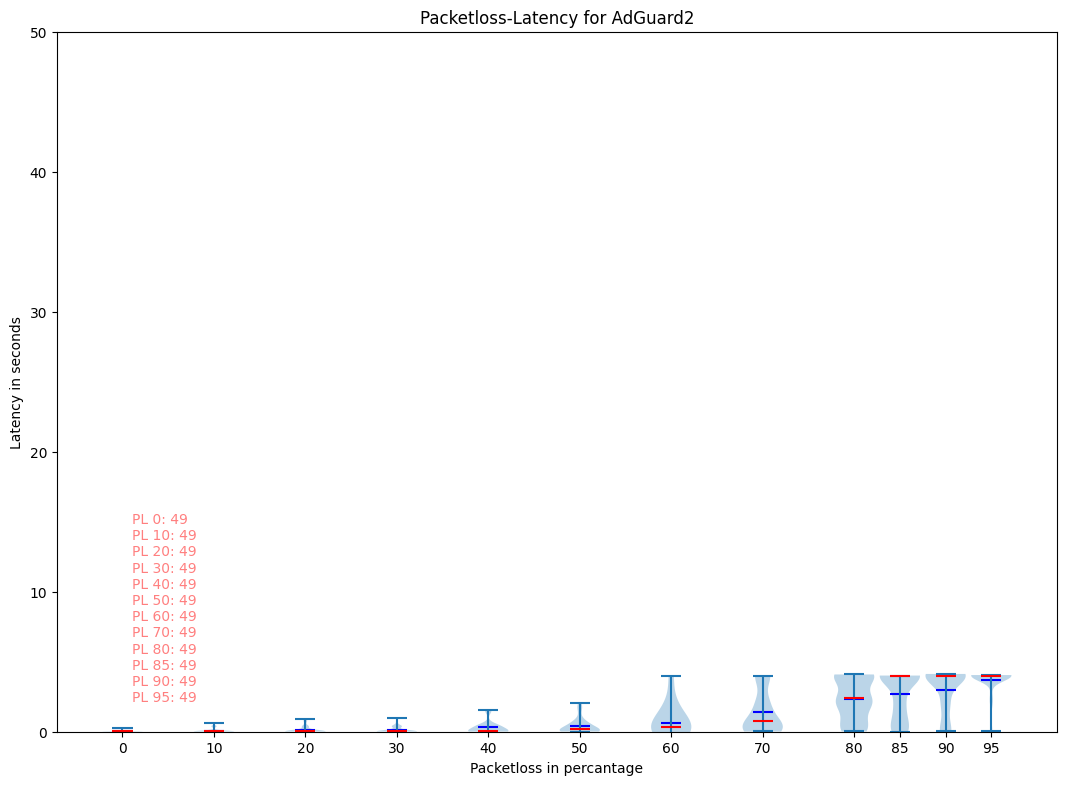 Packetloss-Latency for AdGuard2
50
40
30
20
10
0
Latency in seconds
PL 0: 49
PL 10: 49
PL 20: 49
PL 30: 49
PL 40: 49
PL 50: 49
PL 60: 49
PL 70: 49
PL 80: 49
PL 85: 49
PL 90: 49
PL 95: 49
0 10 20 30 40 50 60 70 80 85 90 95
Packetloss in percantage